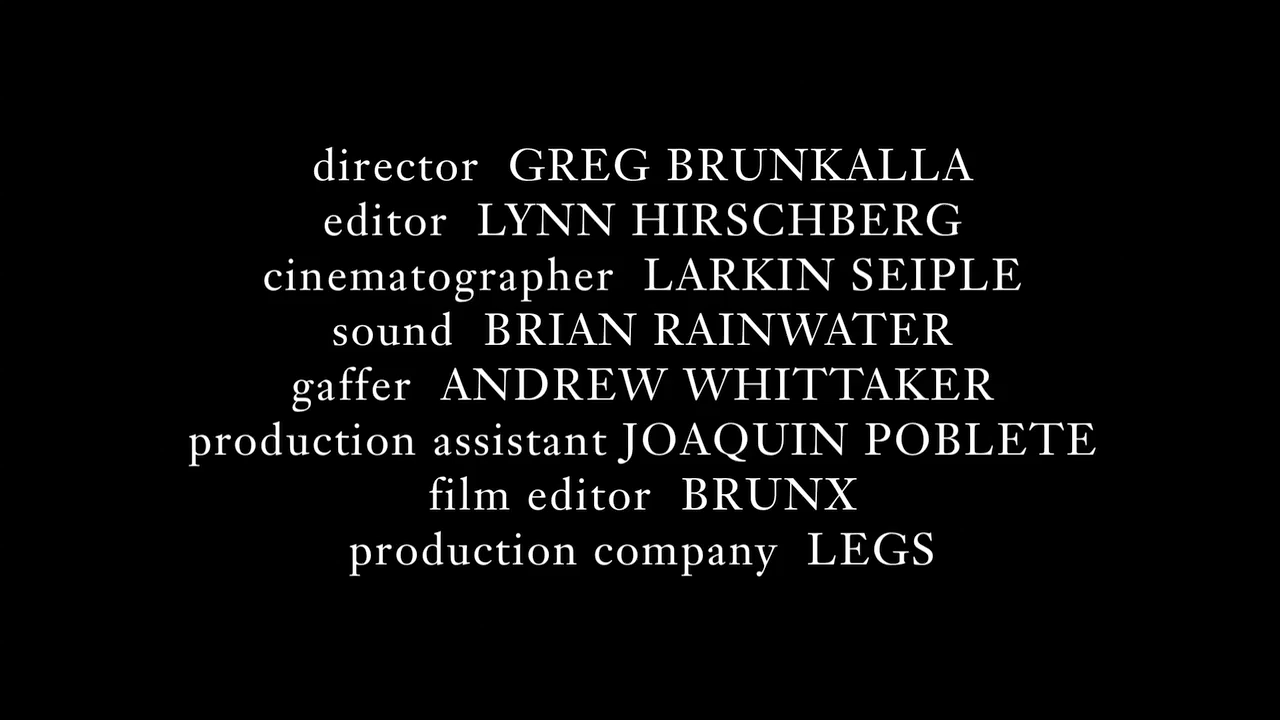 director GREG BRUNKALLA
editor LYNN HIRSCHBERG
cinematographer LARKIN SEIPLE
sound BRIAN RAINWATER
gaffer ANDREW WHITTAKER
production assistant JOAQUIN POBLETE
film editor BRUNX
production company LEGS